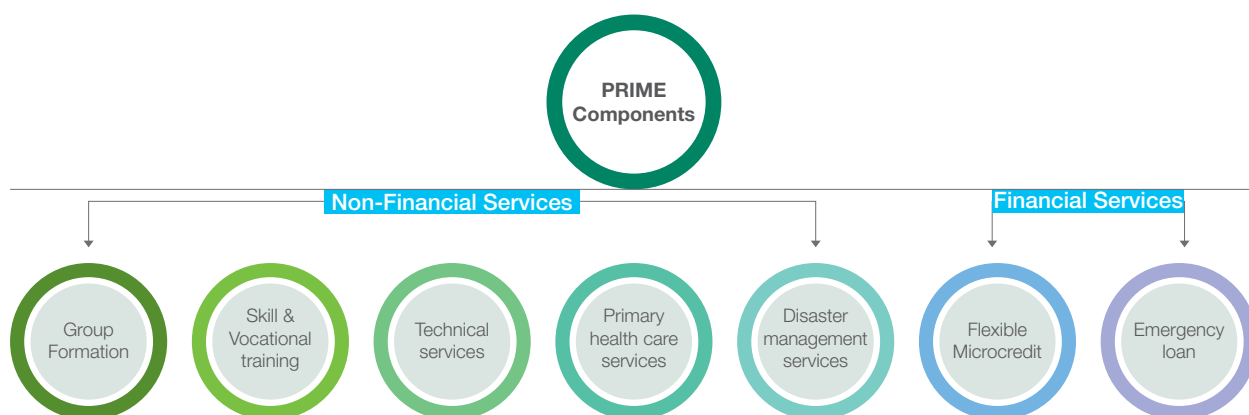 PRIME
Components
Non-Financial Services
Financial Services
Group
Formation
Skill &
Vocational
training
Technical
services
Primary
health care
services
Disaster
management
services
Flexible
Microcredit
Emergency
loan